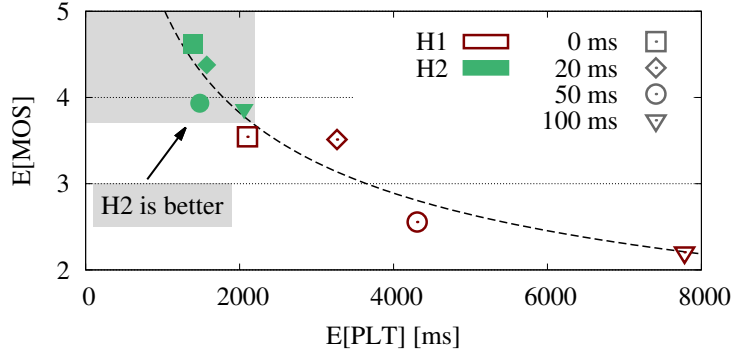 5
4
3
2
E[MOS]
H1
H2
0 ms
20 ms
50 ms
100 ms
H2 is better
0
2000
4000
6000
8000
E[PLT] [ms]